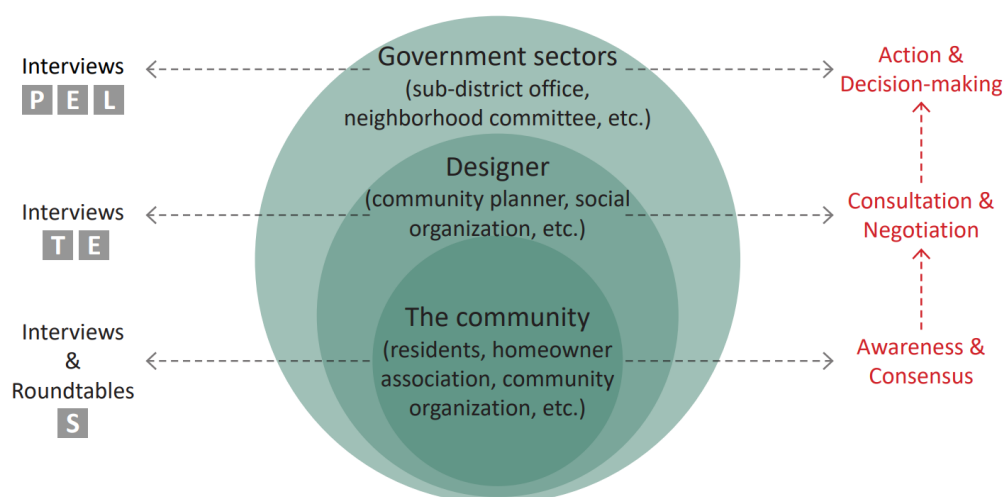 Interviews
P E L
Government sectors
(sub-district office,
neighborhood committee, etc.)
Action &
Decision-making
Interviews
T E
Designer
(community planner, social
organization, etc.)
Consultation &
Negotiation
Interviews
&
Roundtables
S
The community
(residents, homeowner
association, community
organization, etc.)
Awareness &
Consensus